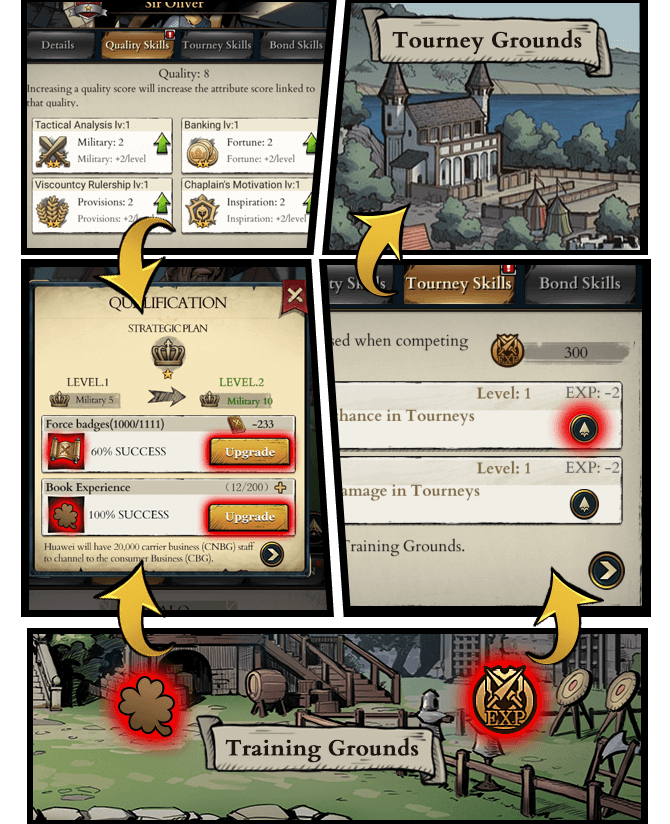 Sir Oliver
Details
Quality Skills
Tourney Skills
Bond Skills
Quality: 8
Increasing a quality score will increase the attribute score linked to
that quality.
Tactical Analysis lv:1
Military: 2
Military: +2/level
Banking lv:1
Fortune: 2
Fortune: +2/level
Viscountcy Rulership lv:1
Provisions: 2
Provisions: +2/level
Chaplain's Motivation lv:1
Inspiration: 2
Inspiration: +2/level
Tourney Grounds
QUALIFICATION
STRATEGIC PLAN
LEVEL.1
LEVEL.2
Military 5
Military 10
Force badges(1000/1111)
-233
60% SUCCESS
Upgrade
Book Experience
(12/200)
100% SUCCESS
Upgrade
Huawei will have 20,000 carrier business (CNBG) staff
to channel to the consumer Business (CBG).
ty Skills
Tourney Skills
Bond Skills
sed when competing
EXP
300
Level: 1
EXP: -2
hance in Tourneys
Level: 1
EXP: -2
amage in Tourneys
Training Grounds.
EXP
Training Grounds